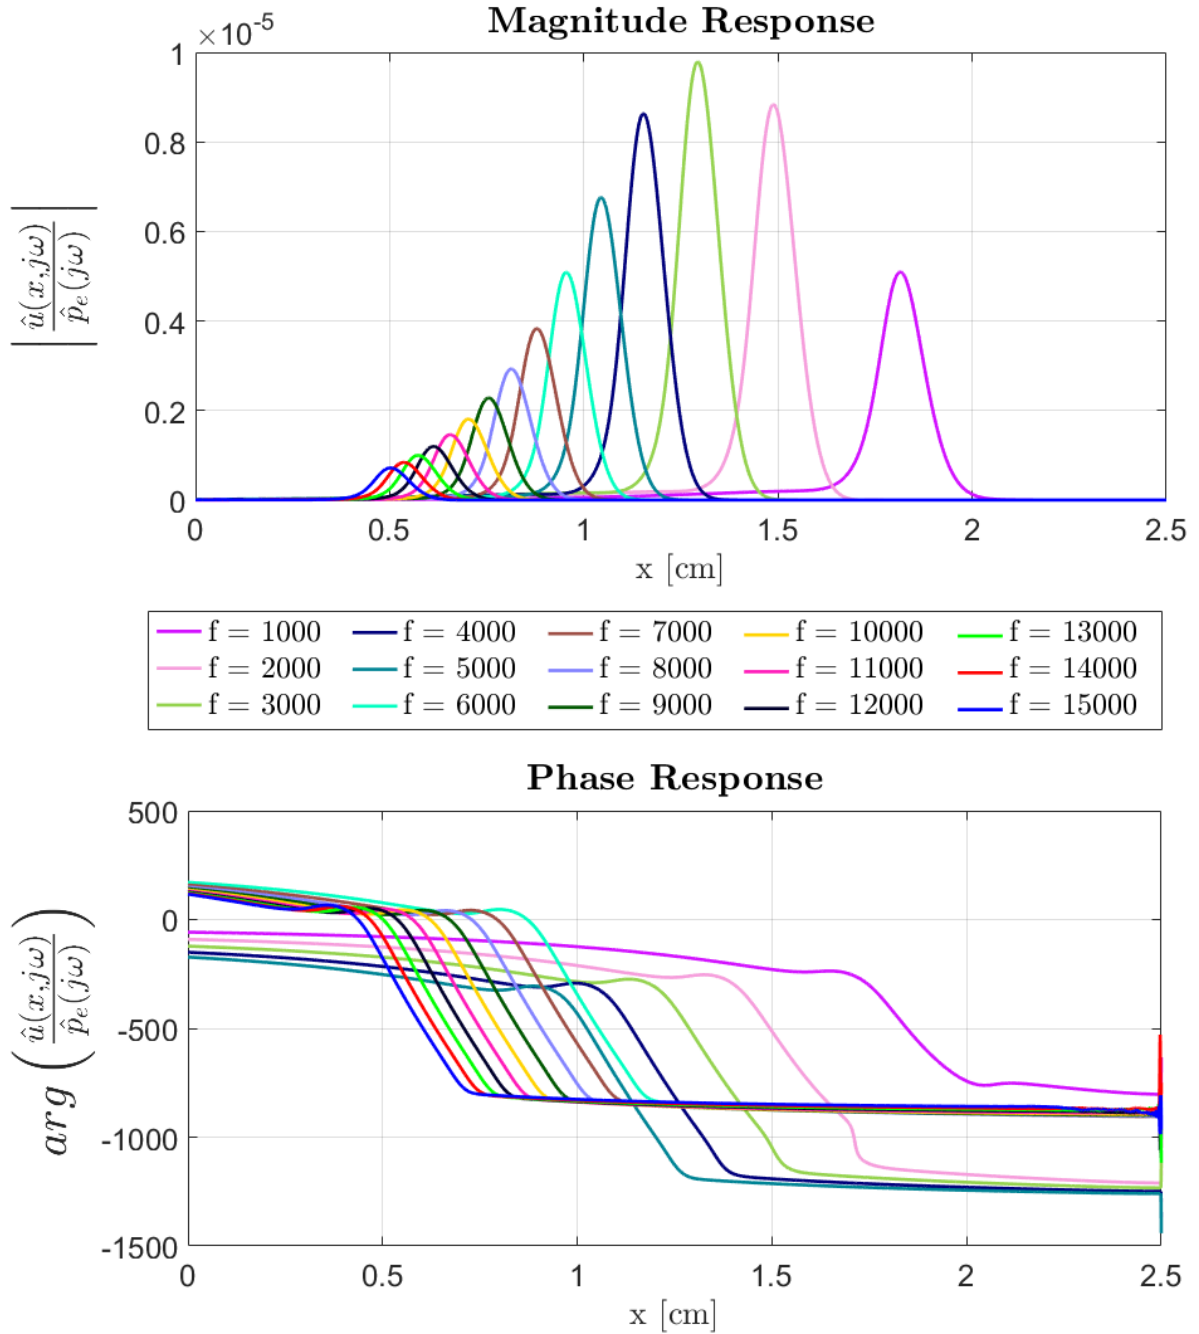 Magnitude Response
×10^-5
1
0.8
0.6
0.4
0.2
0
0 0.5 1 1.5 2 2.5
x [cm]
| û(x,jω) / p̂_e(jω) |
f = 1000 f = 4000 f = 7000 f = 10000 f = 13000
f = 2000 f = 5000 f = 8000 f = 11000 f = 14000
f = 3000 f = 6000 f = 9000 f = 12000 f = 15000
Phase Response
500
0
-500
-1000
-1500
0 0.5 1 1.5 2 2.5
x [cm]
arg ( û(x,jω) / p̂_e(jω) )